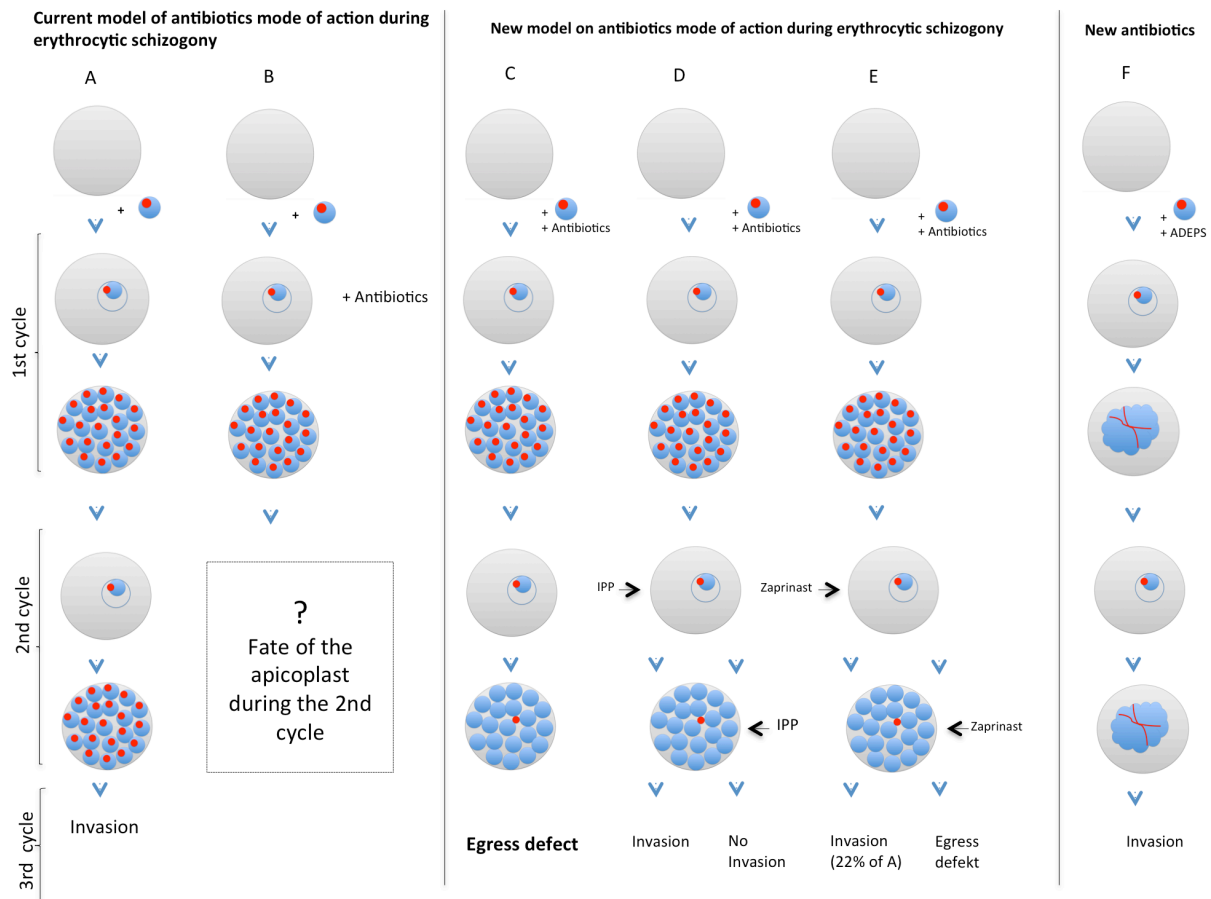 Current model of antibiotics mode of action during
erythrocytic schizogony
New model on antibiotics mode of action during erythrocytic schizogony
New antibiotics
A
B
C
D
E
F
+
+
+
+ Antibiotics
+
+ Antibiotics
+
+ Antibiotics
+
+ ADEPS
1st cycle
+ Antibiotics
2nd cycle
?
Fate of the
apicoplast
during the 2nd
cycle
IPP
Zaprinast
IPP
Zaprinast
3rd cycle
Invasion
Egress defect
Invasion
No
Invasion
Invasion
(22% of A)
Egress
defekt
Invasion